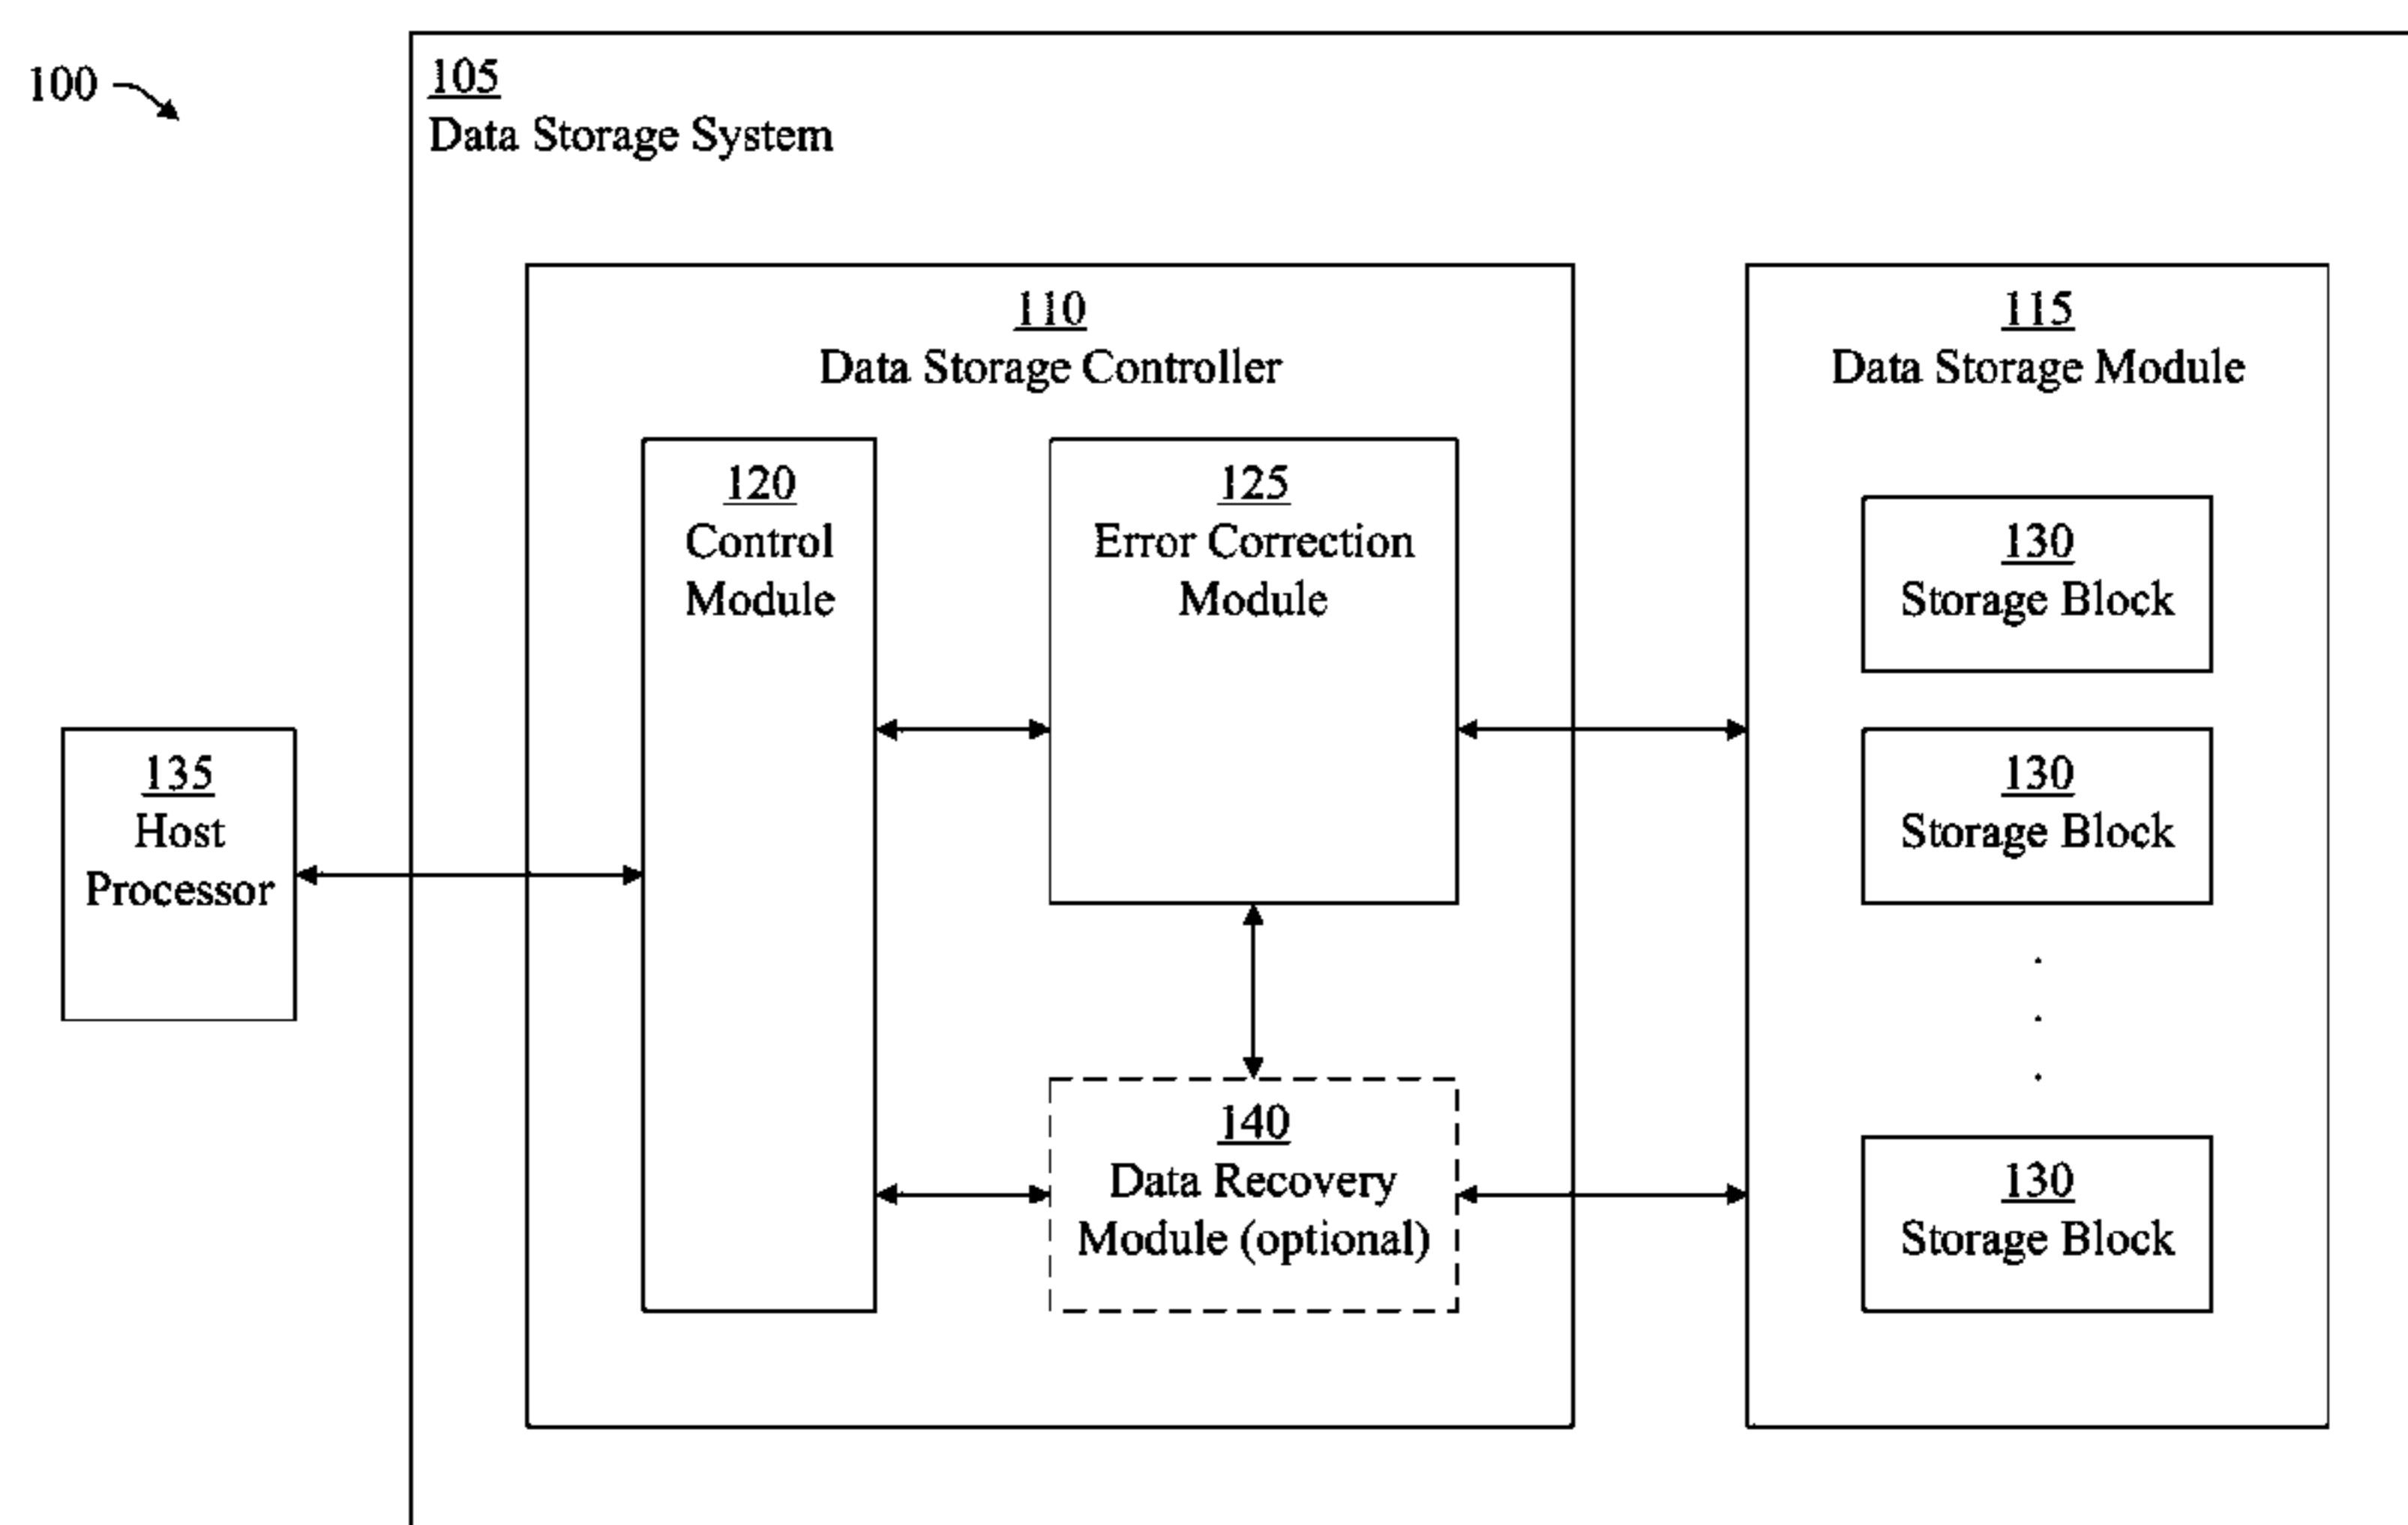 100
105
Data Storage System
110
Data Storage Controller
115
Data Storage Module
120
Control
Module
125
Error Correction
Module
130
Storage Block
130
Storage Block
.
.
.
130
Storage Block
135
Host
Processor
140
Data Recovery
Module (optional)